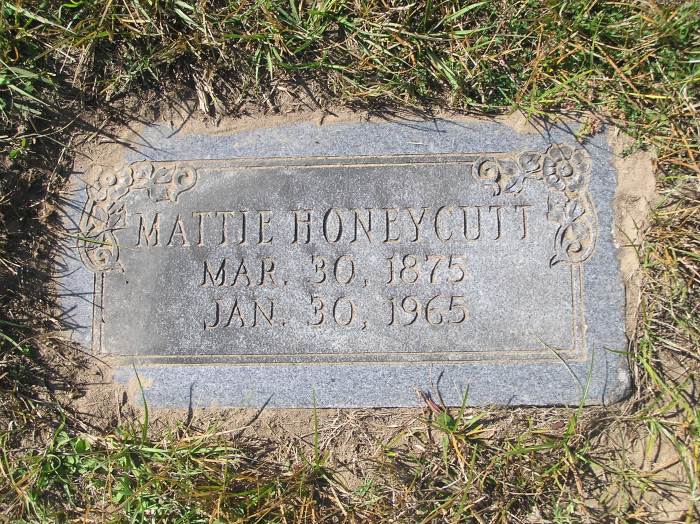 MATTIE HONEYCUTT
MAR. 30, 1875
JAN. 30, 1965